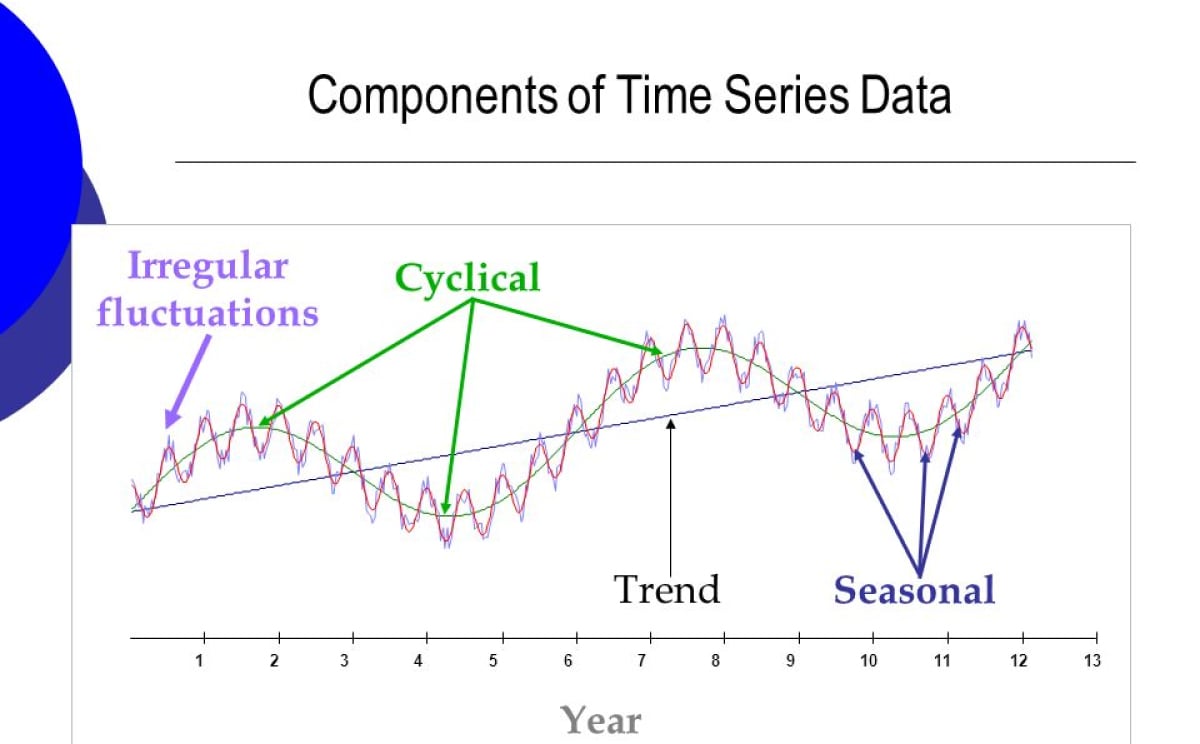 Components of Time Series Data
Irregular
fluctuations
Cyclical
Trend
Seasonal
1 2 3 4 5 6 7 8 9 10 11 12 13
Year